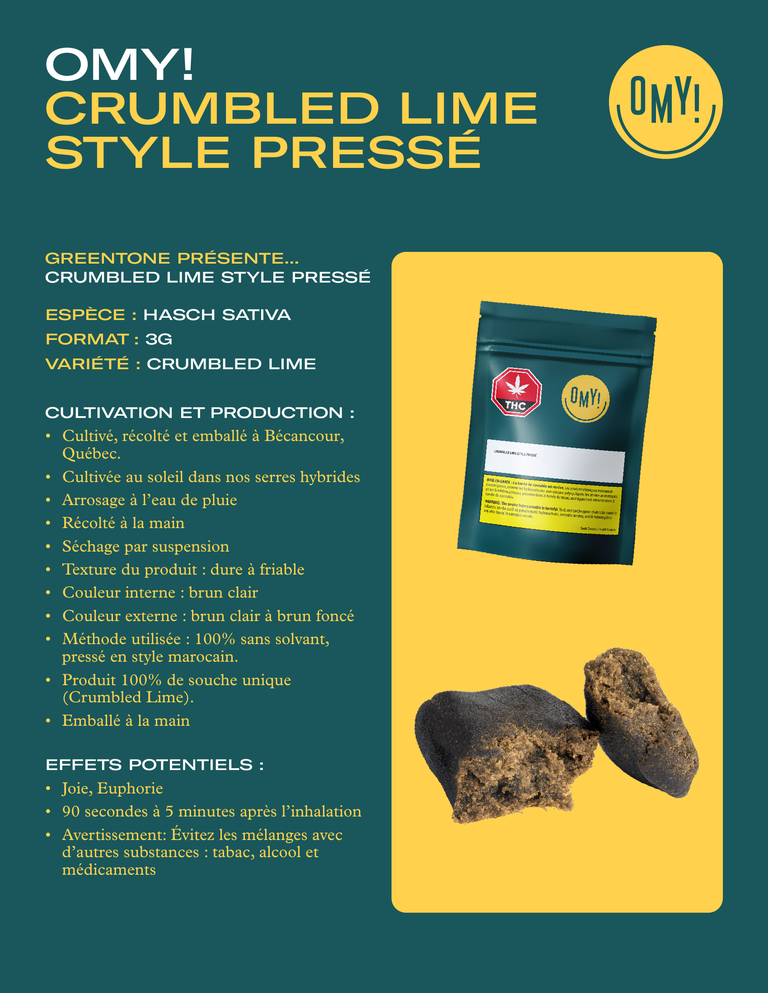 OMY!
CRUMBLED LIME
STYLE PRESSÉ
OMY!
GREENTONE PRÉSENTE...
CRUMBLED LIME STYLE PRESSÉ
ESPÈCE : HASCH SATIVA
FORMAT : 3G
VARIÉTÉ : CRUMBLED LIME
CULTIVATION ET PRODUCTION :
• Cultivé, récolté et emballé à Bécancour,
Québec.
• Cultivée au soleil dans nos serres hybrides
• Arrosage à l’eau de pluie
• Récolté à la main
• Séchage par suspension
• Texture du produit : dure à friable
• Couleur interne : brun clair
• Couleur externe : brun clair à brun foncé
• Méthode utilisée : 100% sans solvant,
pressé en style marocain.
• Produit 100% de souche unique
(Crumbled Lime).
• Emballé à la main
EFFETS POTENTIELS :
• Joie, Euphorie
• 90 secondes à 5 minutes après l’inhalation
• Avertissement: Évitez les mélanges avec
d’autres substances : tabac, alcool et
médicaments
THC
OMY!
CRUMBLED LIME STYLE PRESSÉ